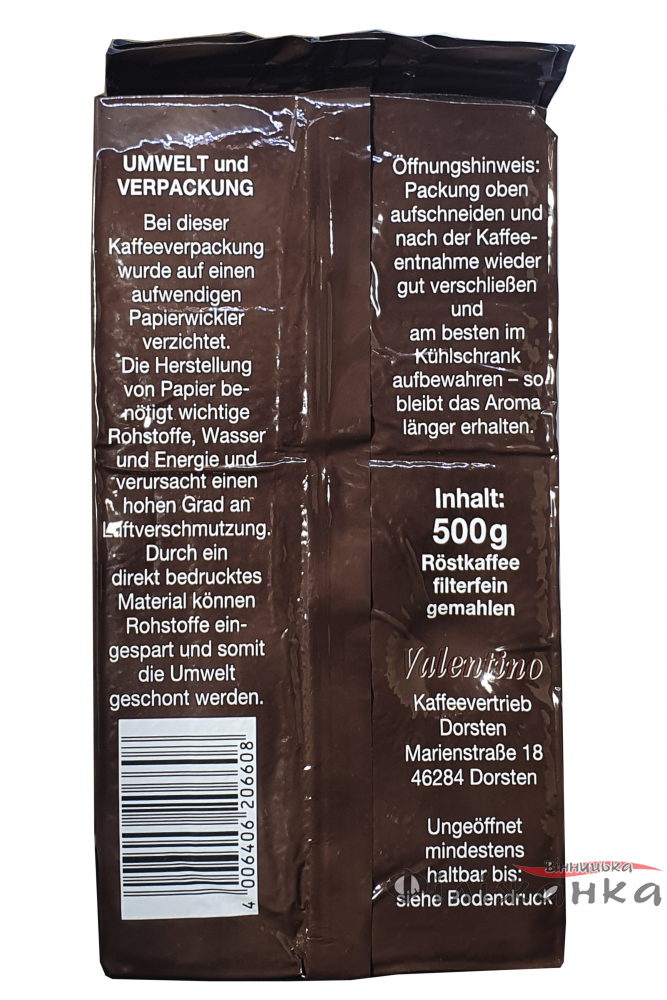 UMWELT und
VERPACKUNG
Bei dieser
Kaffeeverpackung
wurde auf einen
aufwendigen
Papierwickler
verzichtet.
Die Herstellung
von Papier be-
nötigt wichtige
Rohstoffe, Wasser
und Energie und
verursacht einen
hohen Grad an
Luftverschmutzung.
Durch ein
direkt bedrucktes
Material können
Rohstoffe ein-
gespart und somit
die Umwelt
geschont werden.
4 006406 206608
Öffnungshinweis:
Packung oben
aufschneiden und
nach der Kaffee-
entnahme wieder
gut verschließen
und
am besten im
Kühlschrank
aufbewahren – so
bleibt das Aroma
länger erhalten.
Inhalt:
500g
Röstkaffee
filterfein
gemahlen
Valentino
Kaffeevertrieb
Dorsten
Marienstraße 18
46284 Dorsten
Ungeöffnet
mindestens
haltbar bis:
siehe Bodendruck
Вінницька